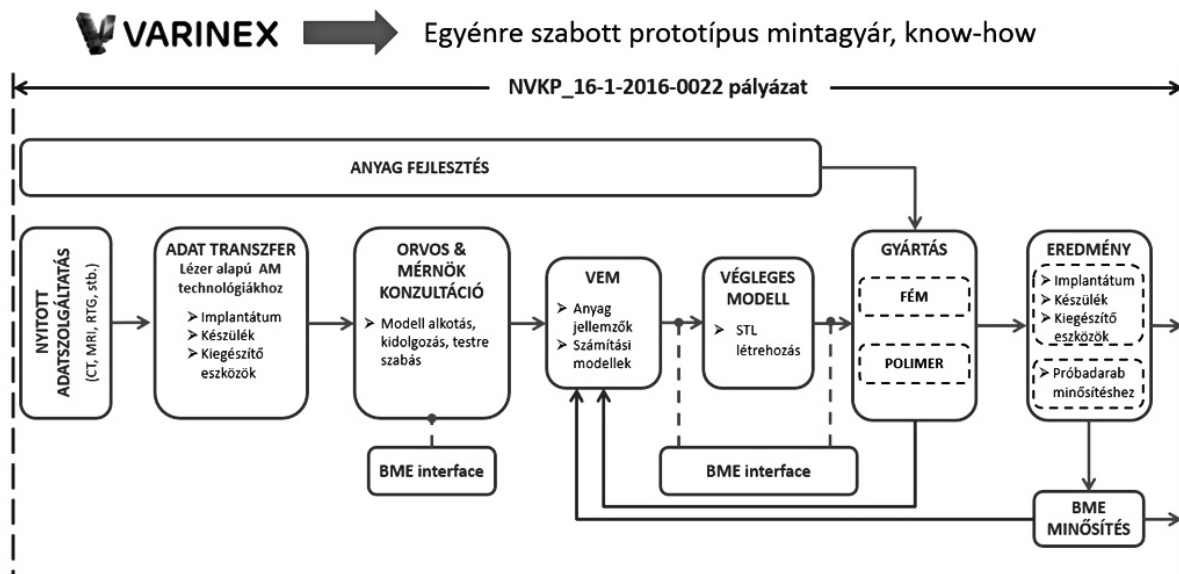 VARINEX
Egyénre szabott prototípus mintagyár, know-how
NVKP_16-1-2016-0022 pályázat
ANYAG FEJLESZTÉS
NYITOTT
ADATSZOLGÁLTATÁS
(CT, MRI, RTG, stb.)
ADAT TRANSZFER
Lézer alapú AM
technológiákhoz
➢ Implantátum
➢ Készülék
➢ Kiegészítő
eszközök
ORVOS &
MÉRNÖK
KONZULTÁCIÓ
➢ Modell alkotás,
kidolgozás, testre
szabás
BME interface
VEM
➢ Anyag
jellemzők
➢ Számítási
modellek
VÉGLEGES
MODELL
➢ STL
létrehozás
BME interface
GYÁRTÁS
FÉM
POLIMER
EREDMÉNY
➢ Implantátum
➢ Készülék
➢ Kiegészítő
eszközök
➢ Próbadarab
minősítéshez
BME
MINŐSÍTÉS